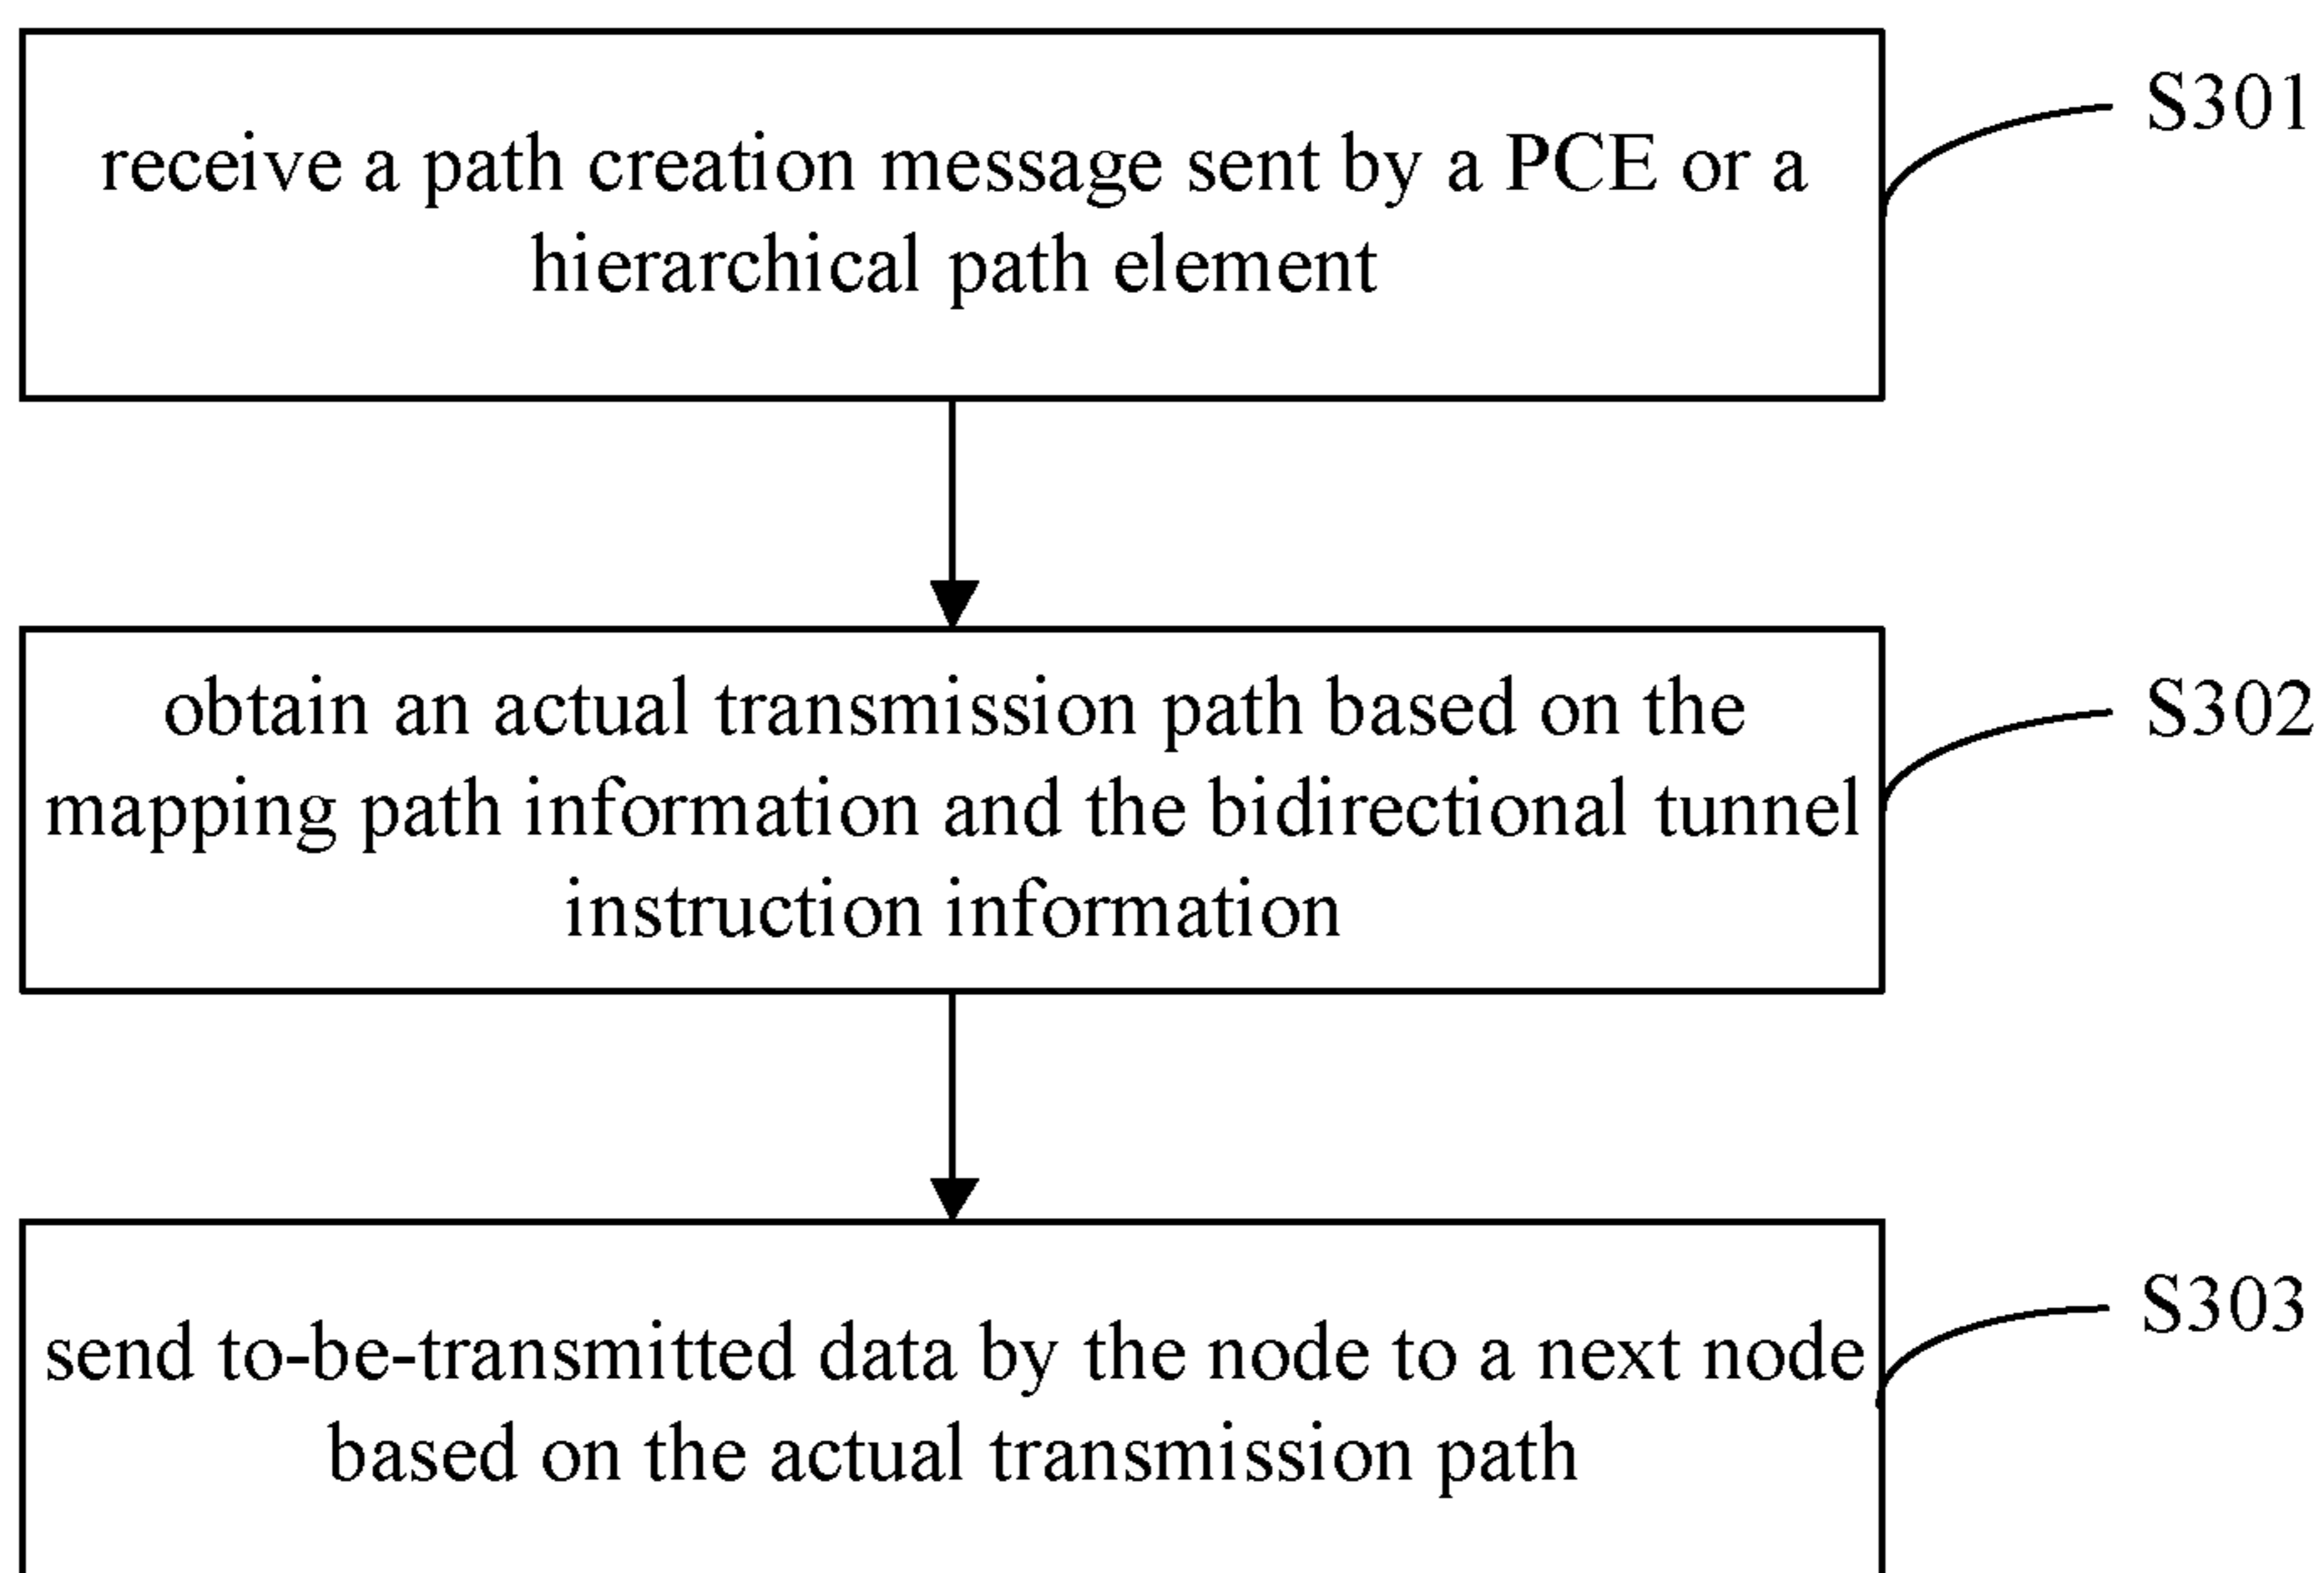 receive a path creation message sent by a PCE or a
hierarchical path element
S301
obtain an actual transmission path based on the
mapping path information and the bidirectional tunnel
instruction information
S302
send to-be-transmitted data by the node to a next node
based on the actual transmission path
S303